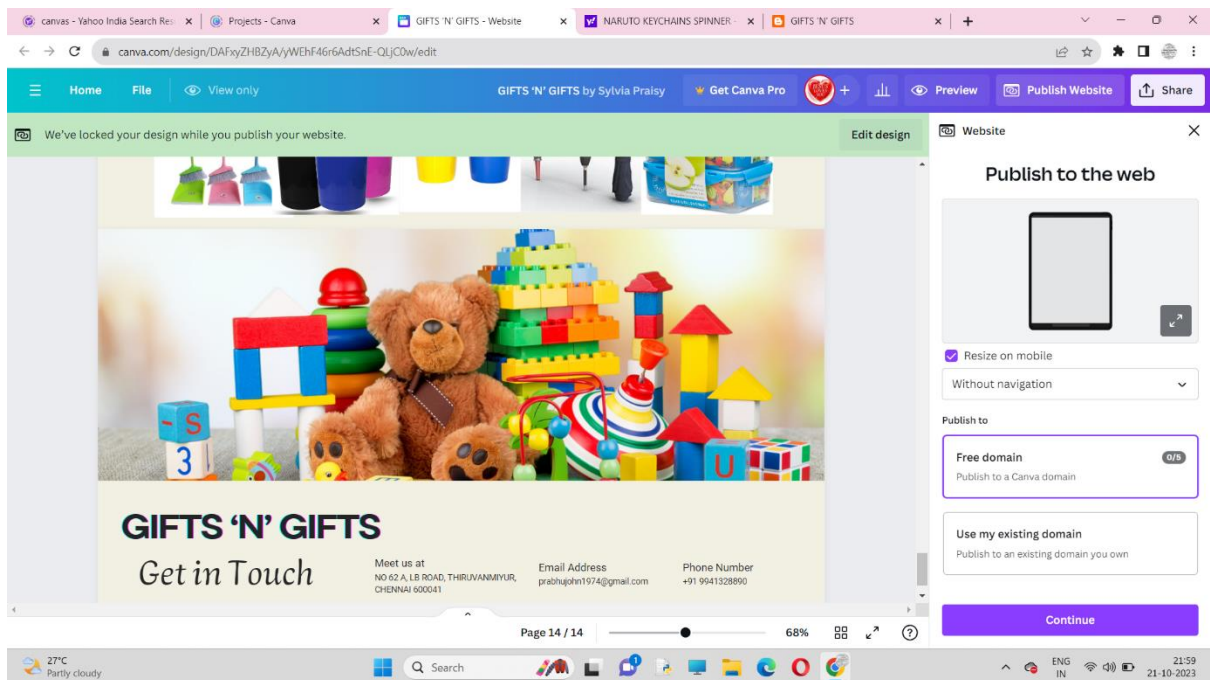 canvas - Yahoo India Search Res
Projects - Canva
GIFTS 'N' GIFTS - Website
NARUTO KEYCHAINS SPINNER -
GIFTS 'N' GIFTS
canva.com/design/DAFxyZHBZyA/yWEhF46r6AdtSnE-QLjC0w/edit
Home File View only GIFTS ‘N’ GIFTS by Sylvia Praisy Get Canva Pro + Preview Publish Website Share
We've locked your design while you publish your website. Edit design
Website
Publish to the web
Resize on mobile
Without navigation
Publish to
Free domain 0/5
Publish to a Canva domain
Use my existing domain
Publish to an existing domain you own
Continue
S
3
U
GIFTS ‘N’ GIFTS
Get in Touch
Meet us at
NO 62 A, LB ROAD, THIRUVANMIYUR,
CHENNAI 600041
Email Address
prabhujohn1974@gmail.com
Phone Number
+91 9941328890
Page 14 / 14 68%
27°C
Partly cloudy
Search
ENG
IN
21:59
21-10-2023